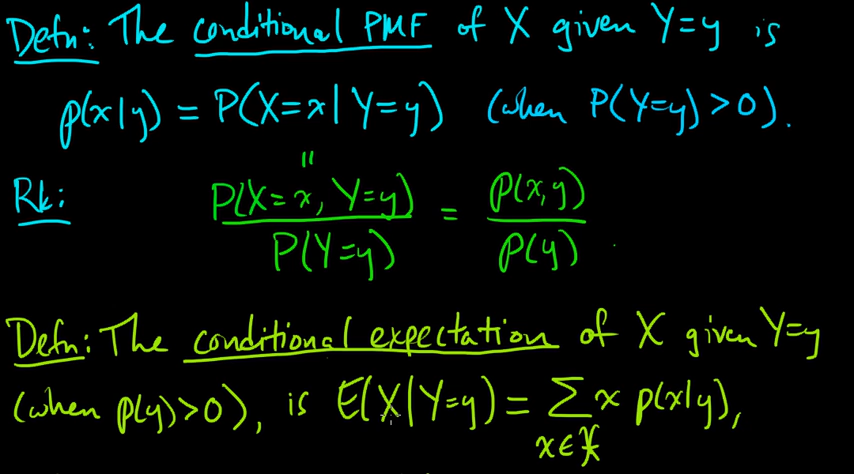 Defn: The conditional PMF of X given Y=y is
p(x|y) = P(X=x | Y=y) (when P(Y=y) > 0).
"
Rk: P(X=x, Y=y) / P(Y=y) = p(x,y) / p(y)
Defn: The conditional expectation of X given Y=y
(when p(y)>0), is E(X|Y=y) = ∑_{x∈𝒳} x p(x|y),